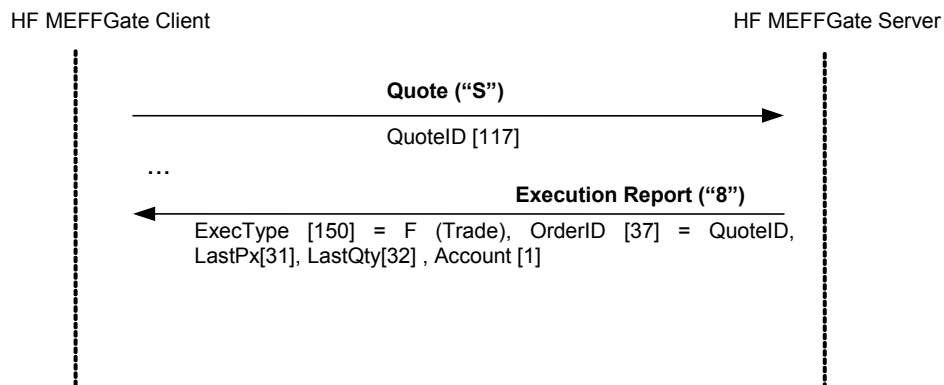 HF MEFFGate Client
HF MEFFGate Server
Quote (“S”)
QuoteID [117]
...
Execution Report (“8”)
ExecType [150] = F (Trade), OrderID [37] = QuoteID,
LastPx[31], LastQty[32] , Account [1]